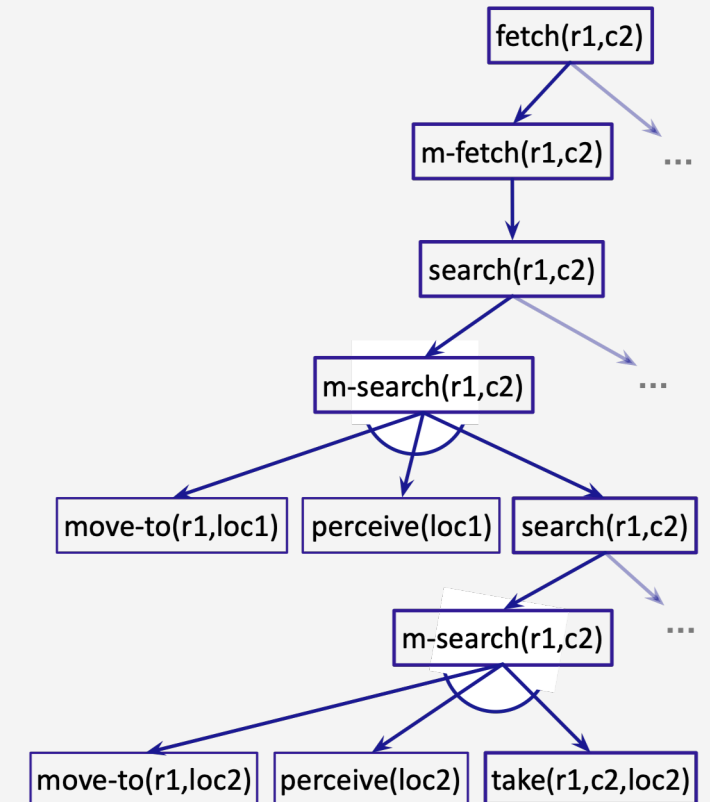 fetch(r1,c2)
m-fetch(r1,c2)
...
search(r1,c2)
m-search(r1,c2)
...
move-to(r1,loc1)
perceive(loc1)
search(r1,c2)
m-search(r1,c2)
...
move-to(r1,loc2)
perceive(loc2)
take(r1,c2,loc2)